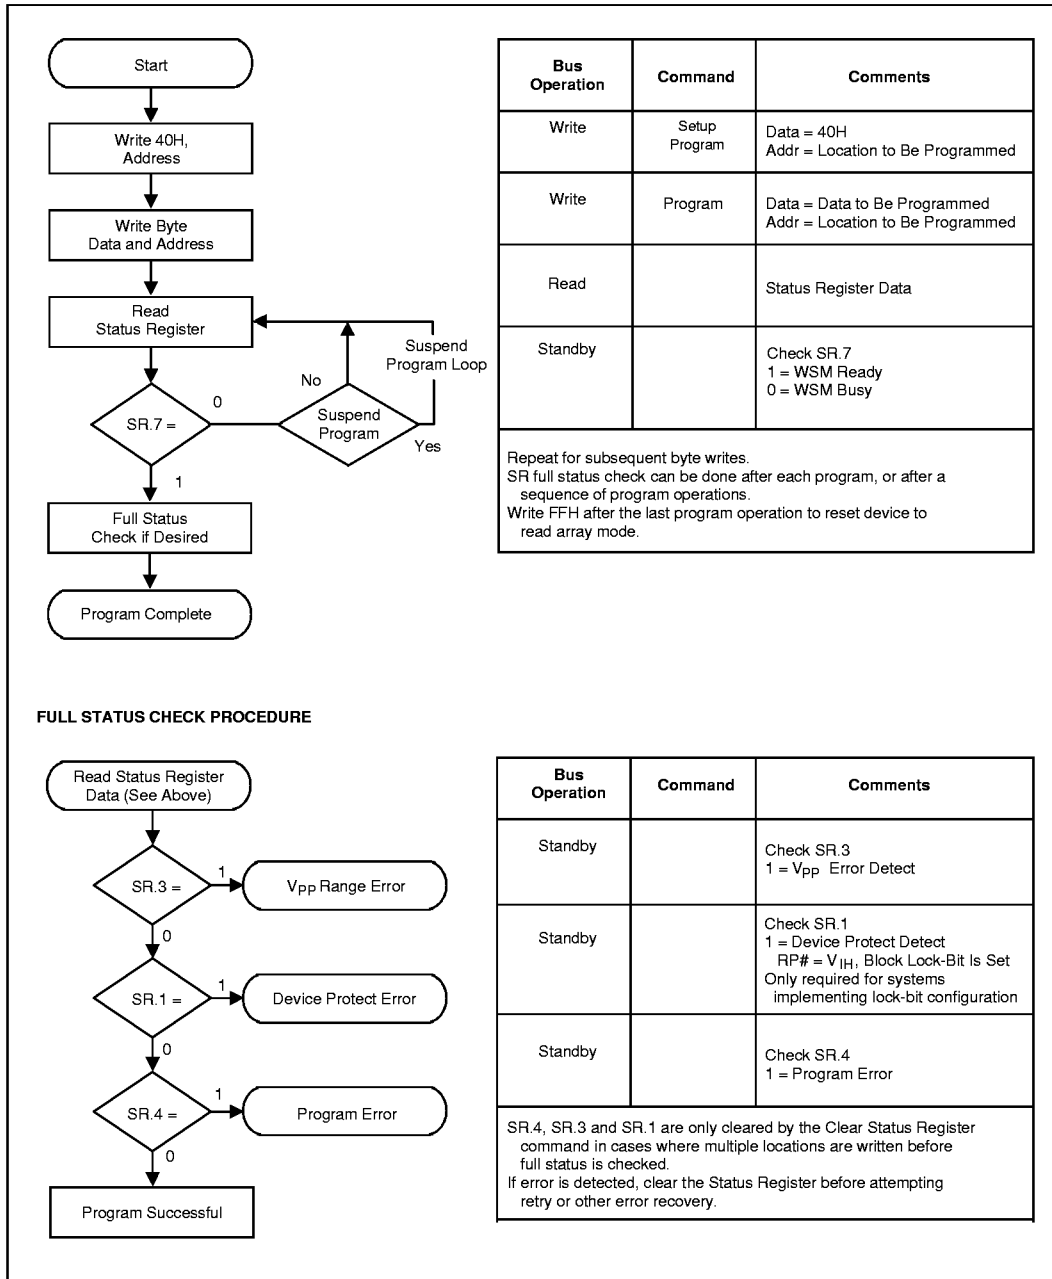 Start
Write 40H,
Address
Write Byte
Data and Address
Read
Status Register
Suspend
Program Loop
No
0
SR.7 =
Suspend
Program
Yes
1
Full Status
Check if Desired
Program Complete
Bus
Operation
Command
Comments
Write
Setup
Program
Data = 40H
Addr = Location to Be Programmed
Write
Program
Data = Data to Be Programmed
Addr = Location to Be Programmed
Read
Status Register Data
Standby
Check SR.7
1 = WSM Ready
0 = WSM Busy
Repeat for subsequent byte writes.
SR full status check can be done after each program, or after a
sequence of program operations.
Write FFH after the last program operation to reset device to
read array mode.
FULL STATUS CHECK PROCEDURE
Read Status Register
Data (See Above)
SR.3 =
1
VPP Range Error
0
SR.1 =
1
Device Protect Error
0
SR.4 =
1
Program Error
0
Program Successful
Bus
Operation
Command
Comments
Standby
Check SR.3
1 = VPP Error Detect
Standby
Check SR.1
1 = Device Protect Detect
RP# = VIH, Block Lock-Bit Is Set
Only required for systems
implementing lock-bit configuration
Standby
Check SR.4
1 = Program Error
SR.4, SR.3 and SR.1 are only cleared by the Clear Status Register
command in cases where multiple locations are written before
full status is checked.
If error is detected, clear the Status Register before attempting
retry or other error recovery.